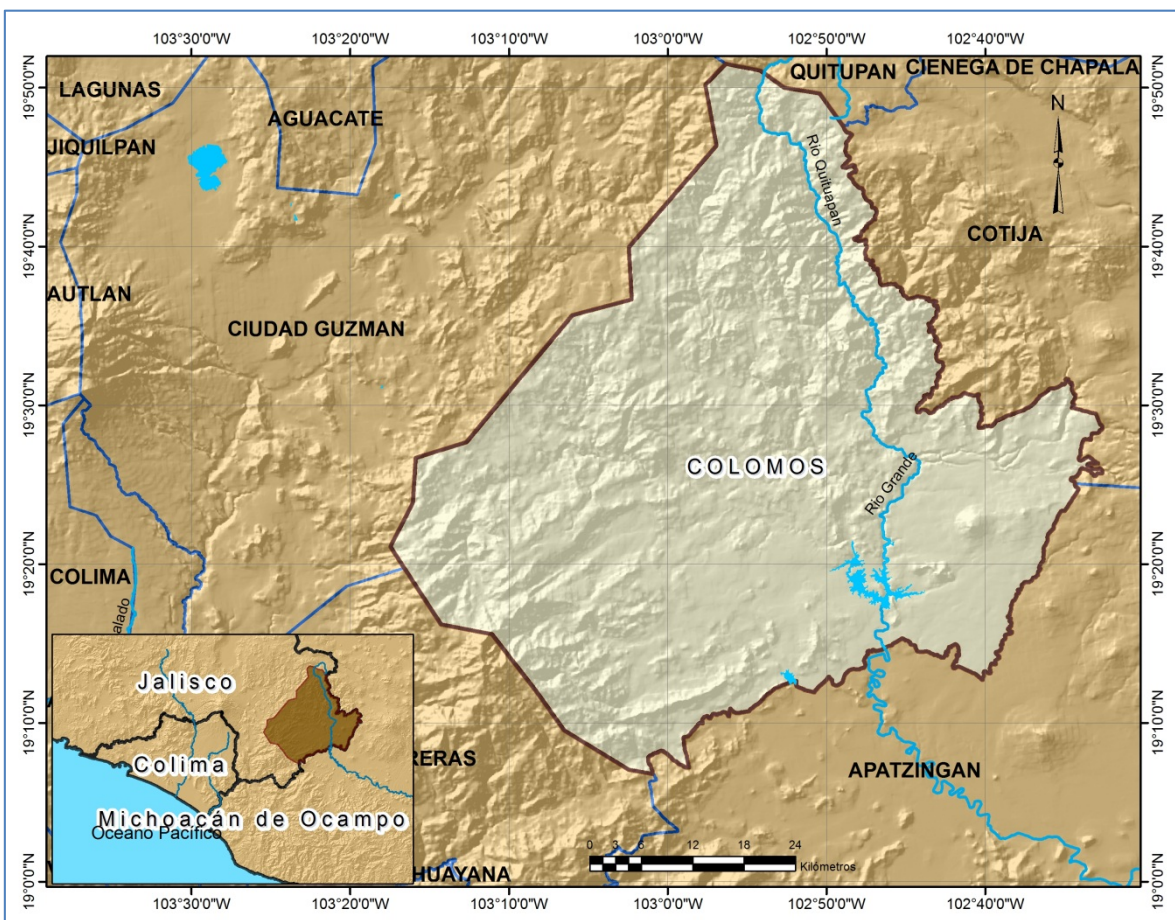 103°30'0"W 103°20'0"W 103°10'0"W 103°0'0"W 102°50'0"W 102°40'0"W
19°50'0"N
19°50'0"N
LAGUNAS
AGUACATE
QUITUPAN
CIENEGA DE CHAPALA
JIQUILPAN
N
Rio Quituapan
19°40'0"N
19°40'0"N
COTIJA
AUTLAN
CIUDAD GUZMAN
19°30'0"N
19°30'0"N
COLOMOS
Rio Grande
19°20'0"N
19°20'0"N
COLIMA
alado
Jalisco
Colima
Michoacán de Ocampo
Oceano Pacífico
19°10'0"N
19°10'0"N
RERAS
APATZINGAN
0 3 6 12 18 24
Kilómetros
HUAYANA
19°0'0"N
19°0'0"N
103°30'0"W 103°20'0"W 103°10'0"W 103°0'0"W 102°50'0"W 102°40'0"W